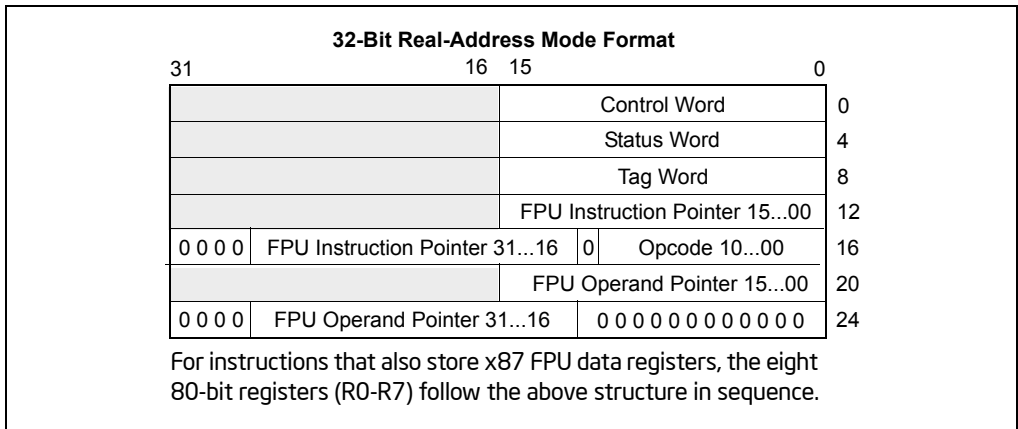 32-Bit Real-Address Mode Format
31 16 15 0
Control Word 0
Status Word 4
Tag Word 8
FPU Instruction Pointer 15...00 12
0 0 0 0 FPU Instruction Pointer 31...16 0 Opcode 10...00 16
FPU Operand Pointer 15...00 20
0 0 0 0 FPU Operand Pointer 31...16 0 0 0 0 0 0 0 0 0 0 0 0 24
For instructions that also store x87 FPU data registers, the eight
80-bit registers (R0-R7) follow the above structure in sequence.